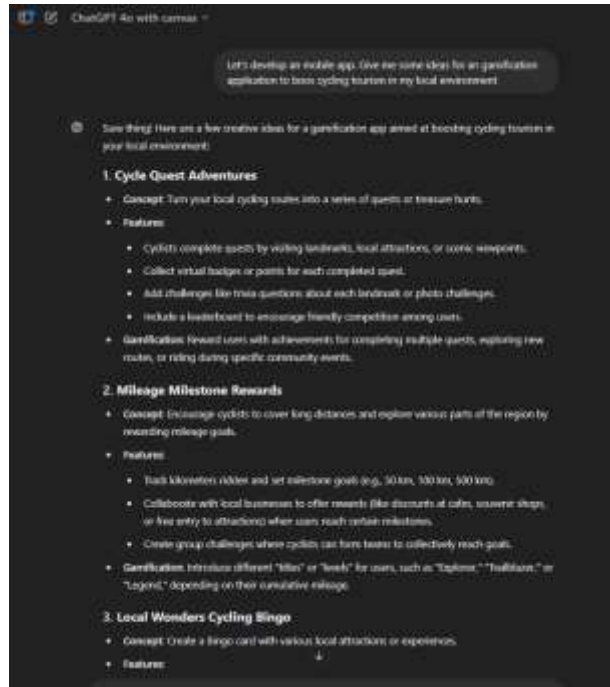 ChatGPT 4o with canvas
Let's develop an mobile app. Give me some ideas for an gamification
application to boos cycling tourism in my local environment
Sure thing! Here are a few creative ideas for a gamification app aimed at boosting cycling tourism in
your local environment:
1. Cycle Quest Adventures
• Concept: Turn your local cycling routes into a series of quests or treasure hunts.
• Features:
• Cyclists complete quests by visiting landmarks, local attractions, or scenic viewpoints.
• Collect virtual badges or points for each completed quest.
• Add challenges like trivia questions about each landmark or photo challenges.
• Include a leaderboard to encourage friendly competition among users.
• Gamification: Reward users with achievements for completing multiple quests, exploring new
routes, or riding during specific community events.
2. Mileage Milestone Rewards
• Concept: Encourage cyclists to cover long distances and explore various parts of the region by
rewarding mileage goals.
• Features:
• Track kilometers ridden and set milestone goals (e.g., 50 km, 100 km, 500 km).
• Collaborate with local businesses to offer rewards (like discounts at cafes, souvenir shops,
or free entry to attractions) when users reach certain milestones.
• Create group challenges where cyclists can form teams to collectively reach goals.
• Gamification: Introduce different "titles" or "levels" for users, such as "Explorer," "Trailblazer," or
"Legend," depending on their cumulative mileage.
3. Local Wonders Cycling Bingo
• Concept: Create a bingo card with various local attractions or experiences.
• Features: